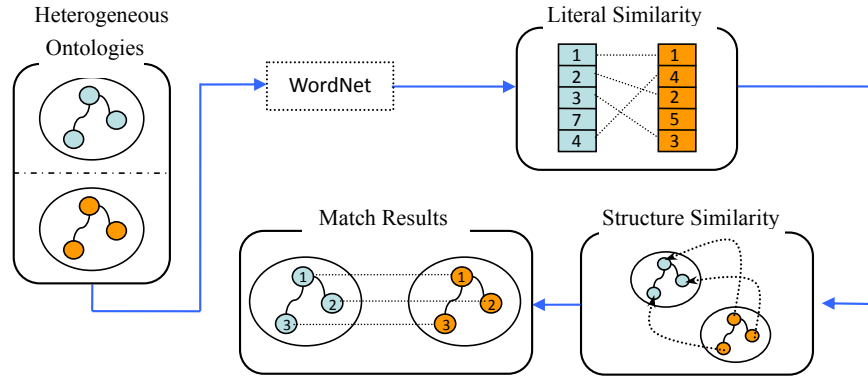 Heterogeneous
Ontologies
WordNet
Literal Similarity
1 1
2 4
3 2
7 5
4 3
Match Results
1 1
2 2
3 3
Structure Similarity